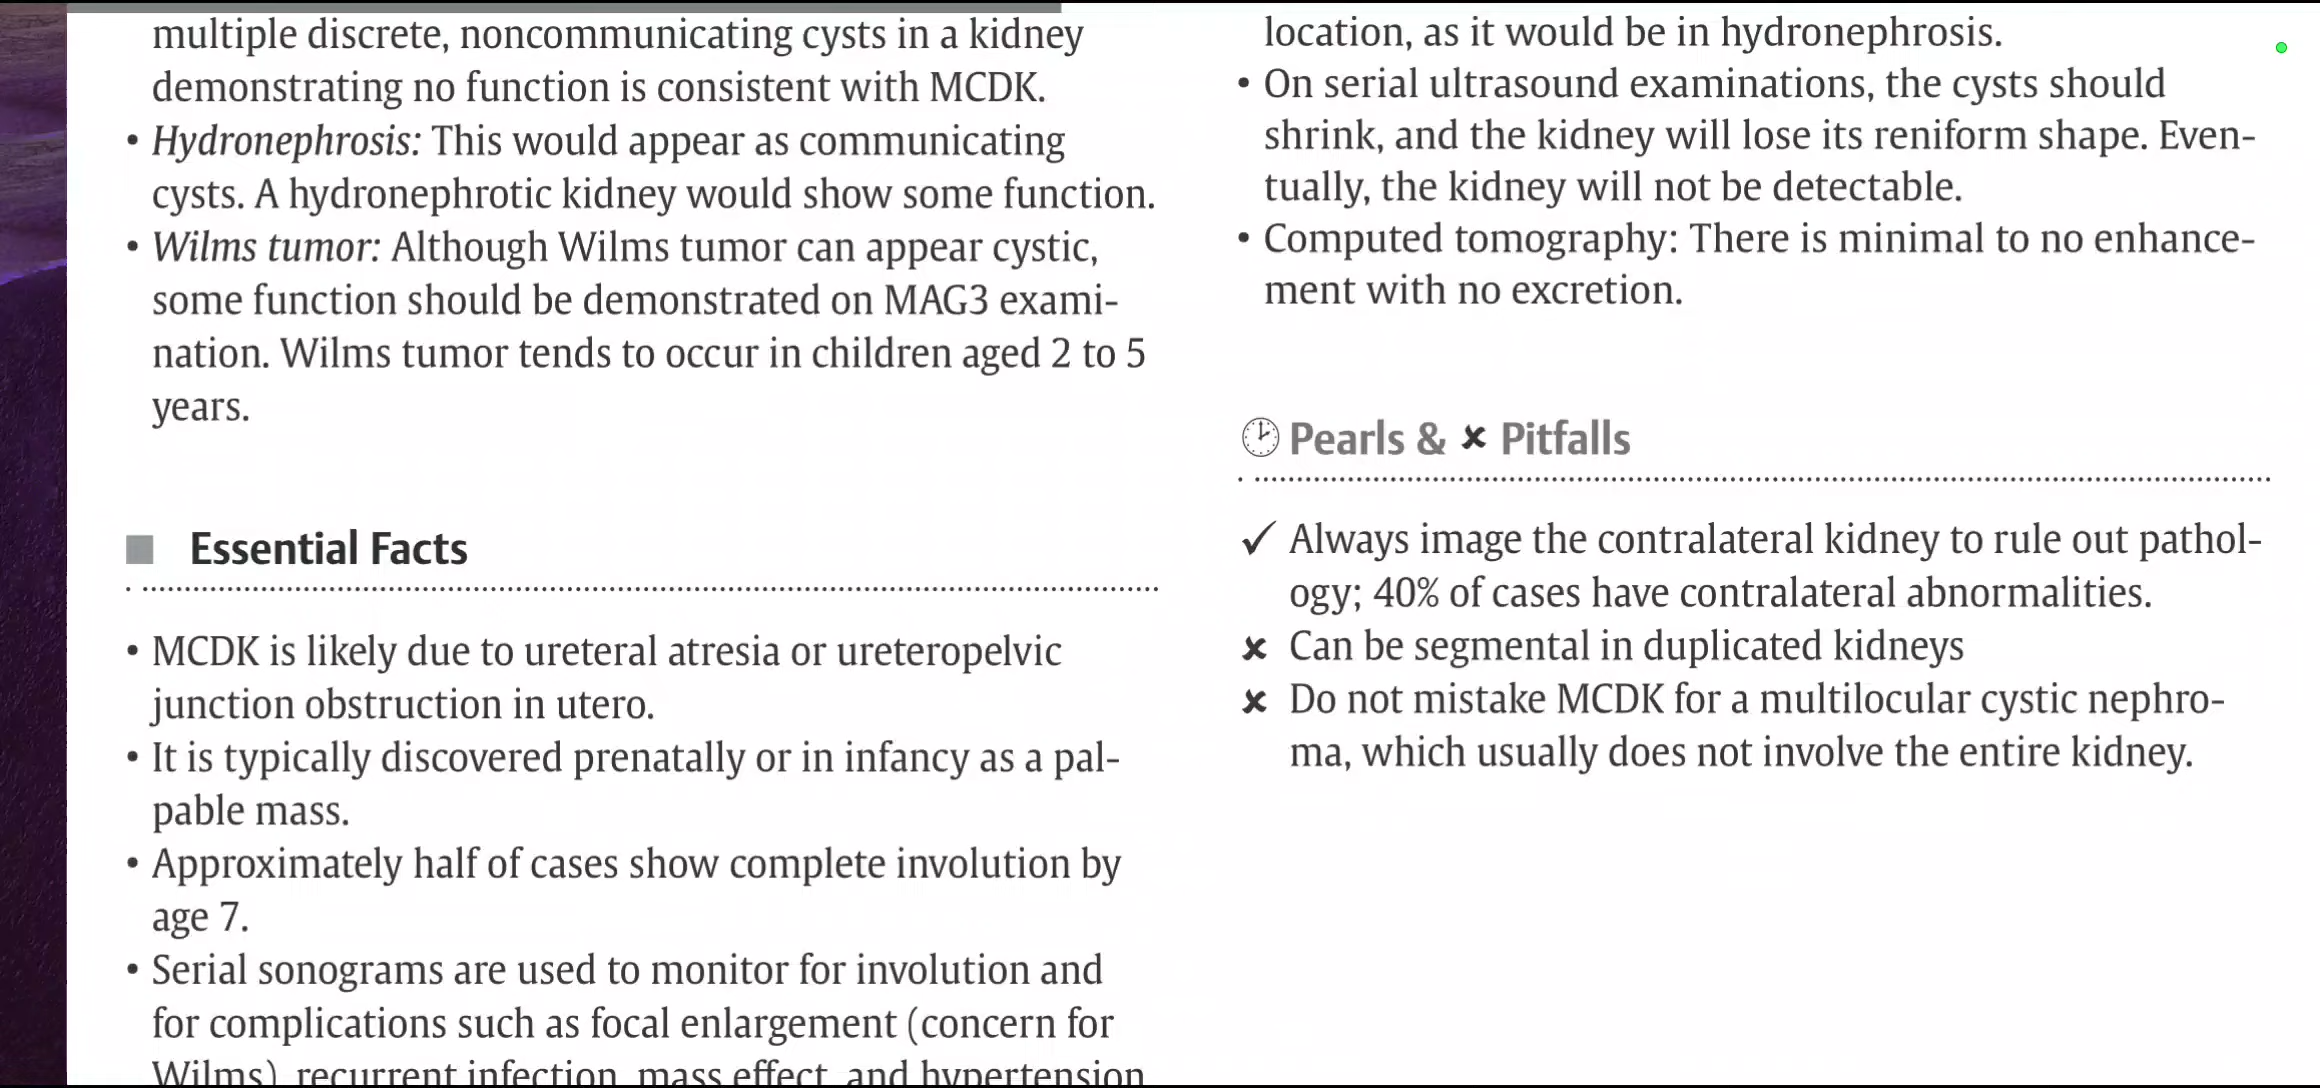 multiple discrete, noncommunicating cysts in a kidney
demonstrating no function is consistent with MCDK.
• Hydronephrosis: This would appear as communicating
cysts. A hydronephrotic kidney would show some function.
• Wilms tumor: Although Wilms tumor can appear cystic,
some function should be demonstrated on MAG3 exami-
nation. Wilms tumor tends to occur in children aged 2 to 5
years.
■ Essential Facts
• MCDK is likely due to ureteral atresia or ureteropelvic
junction obstruction in utero.
• It is typically discovered prenatally or in infancy as a pal-
pable mass.
• Approximately half of cases show complete involution by
age 7.
• Serial sonograms are used to monitor for involution and
for complications such as focal enlargement (concern for
Wilms), recurrent infection, mass effect, and hypertension
location, as it would be in hydronephrosis.
• On serial ultrasound examinations, the cysts should
shrink, and the kidney will lose its reniform shape. Even-
tually, the kidney will not be detectable.
• Computed tomography: There is minimal to no enhance-
ment with no excretion.
Pearls & ✘ Pitfalls
✓ Always image the contralateral kidney to rule out pathol-
ogy; 40% of cases have contralateral abnormalities.
✘ Can be segmental in duplicated kidneys
✘ Do not mistake MCDK for a multilocular cystic nephro-
ma, which usually does not involve the entire kidney.